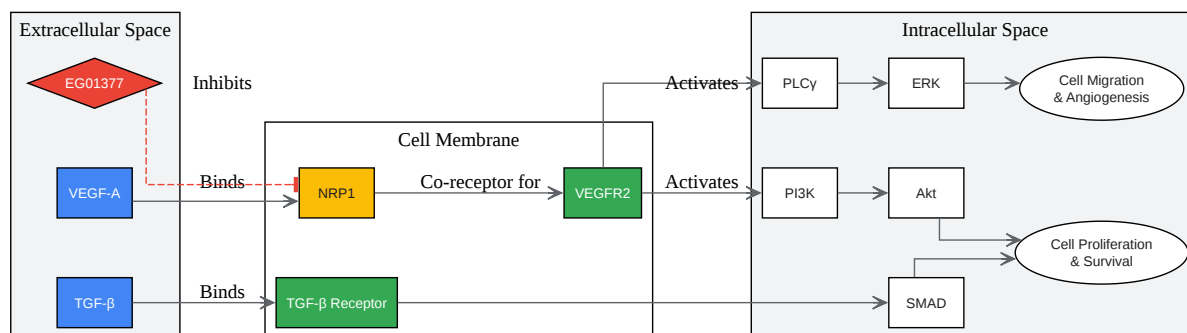 Extracellular Space
Intracellular Space
EG01377
Inhibits
Activates
PLCγ
ERK
Cell Migration
& Angiogenesis
Cell Membrane
VEGF-A
Binds
NRP1
Co-receptor for
VEGFR2
Activates
PI3K
Akt
Cell Proliferation
& Survival
TGF-β
Binds
TGF-β Receptor
SMAD